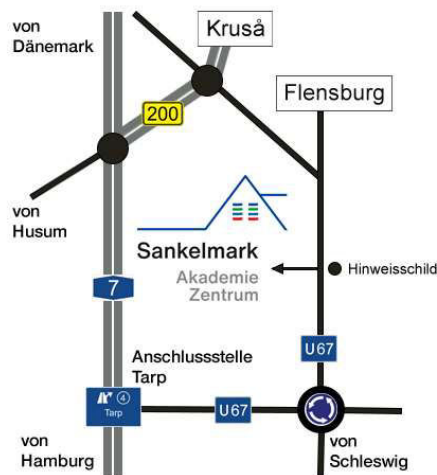 von
Dänemark
Kruså
Flensburg
200
von
Husum
Sankelmark
Akademie
Zentrum
Hinweisschild
7
U67
Anschlussstelle
Tarp
4
Tarp
U67
von
Hamburg
von
Schleswig